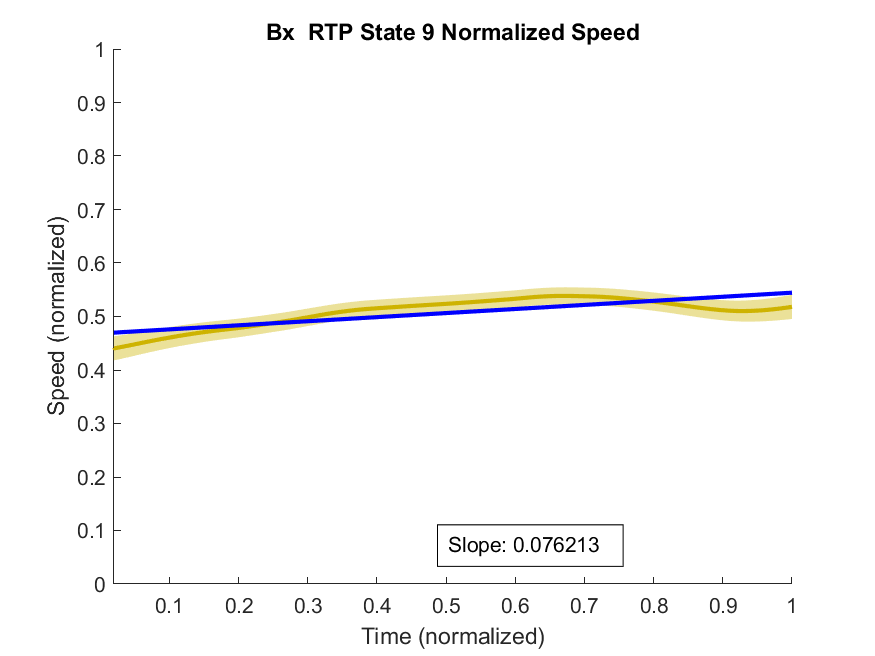 Bx  RTP State 9 Normalized Speed
1
0.9
0.8
0.7
0.6
0.5
0.4
0.3
0.2
0.1
0
Speed (normalized)
Slope: 0.076213
0.1 0.2 0.3 0.4 0.5 0.6 0.7 0.8 0.9 1
Time (normalized)